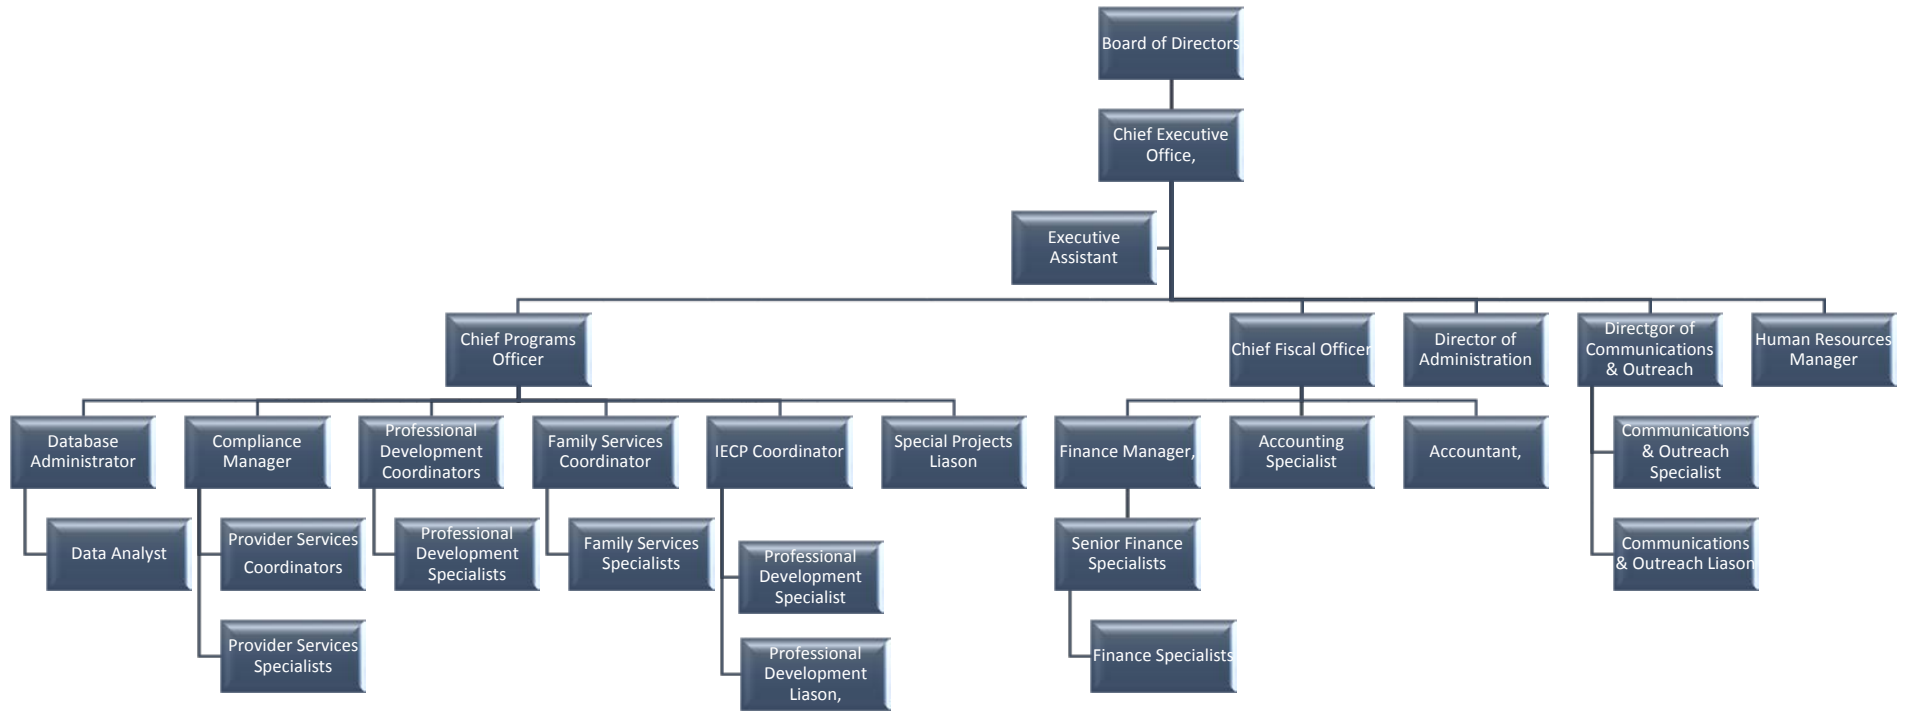 Board of Directors
Chief Executive
Office,
Executive
Assistant
Chief Programs
Officer
Chief Fiscal Officer
Director of
Administration
Directgor of
Communications
& Outreach
Human Resources
Manager
Database
Administrator
Compliance
Manager
Professional
Development
Coordinators
Family Services
Coordinator
IECP Coordinator
Special Projects
Liason
Finance Manager,
Accounting
Specialist
Accountant,
Communications
& Outreach
Specialist
Data Analyst
Provider Services
Coordinators
Professional
Development
Specialists
Family Services
Specialists
Professional
Development
Specialist
Senior Finance
Specialists
Communications
& Outreach Liason
Provider Services
Specialists
Professional
Development
Liason,
Finance Specialists